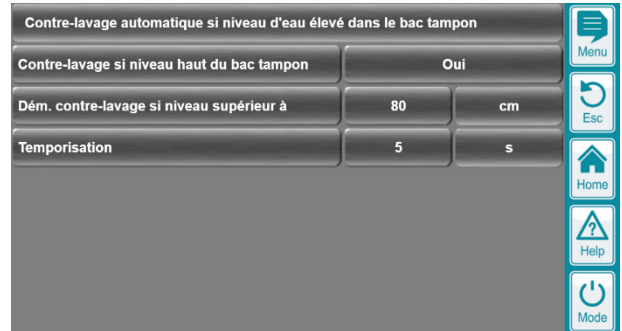 Contre-lavage automatique si niveau d'eau élevé dans le bac tampon
Contre-lavage si niveau haut du bac tampon Oui
Dém. contre-lavage si niveau supérieur à 80 cm
Temporisation 5 s
Menu
Esc
Home
Help
Mode